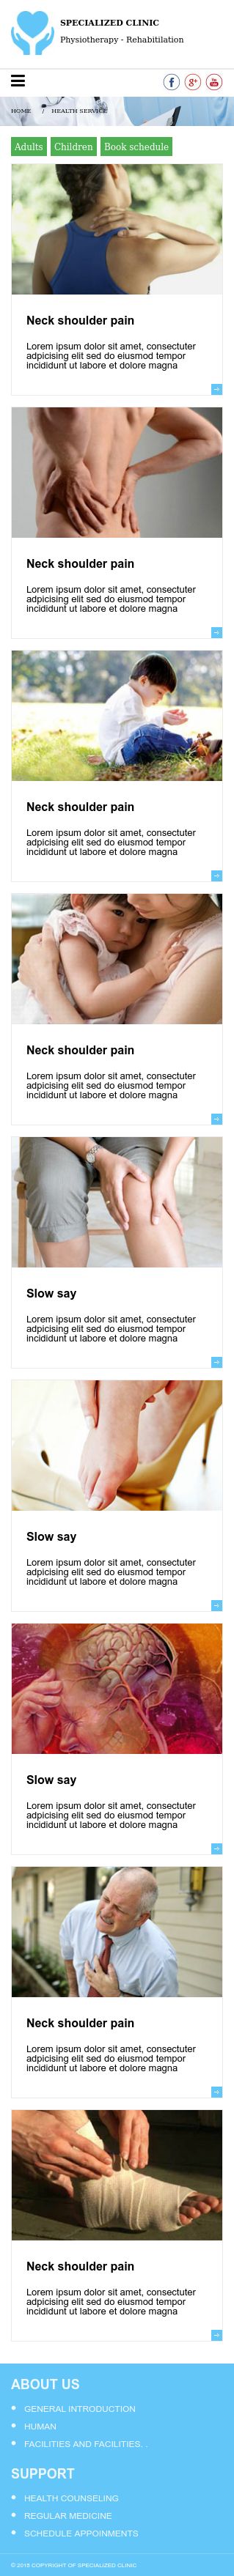 SPECIALIZED CLINIC
Physiotherapy - Rehabitilation
HOME / HEALTH SERVICE
Adults Children Book schedule
Neck shoulder pain
Lorem ipsum dolor sit amet, consectuter
adpicising elit sed do eiusmod tempor
incididunt ut labore et dolore magna
Neck shoulder pain
Lorem ipsum dolor sit amet, consectuter
adpicising elit sed do eiusmod tempor
incididunt ut labore et dolore magna
Neck shoulder pain
Lorem ipsum dolor sit amet, consectuter
adpicising elit sed do eiusmod tempor
incididunt ut labore et dolore magna
Neck shoulder pain
Lorem ipsum dolor sit amet, consectuter
adpicising elit sed do eiusmod tempor
incididunt ut labore et dolore magna
Slow say
Lorem ipsum dolor sit amet, consectuter
adpicising elit sed do eiusmod tempor
incididunt ut labore et dolore magna
Slow say
Lorem ipsum dolor sit amet, consectuter
adpicising elit sed do eiusmod tempor
incididunt ut labore et dolore magna
Slow say
Lorem ipsum dolor sit amet, consectuter
adpicising elit sed do eiusmod tempor
incididunt ut labore et dolore magna
Neck shoulder pain
Lorem ipsum dolor sit amet, consectuter
adpicising elit sed do eiusmod tempor
incididunt ut labore et dolore magna
Neck shoulder pain
Lorem ipsum dolor sit amet, consectuter
adpicising elit sed do eiusmod tempor
incididunt ut labore et dolore magna
ABOUT US
GENERAL INTRODUCTION
HUMAN
FACILITIES AND FACILITIES. .
SUPPORT
HEALTH COUNSELING
REGULAR MEDICINE
SCHEDULE APPOINMENTS
© 2018 COPYRIGHT OF SPECIALIZED CLINIC